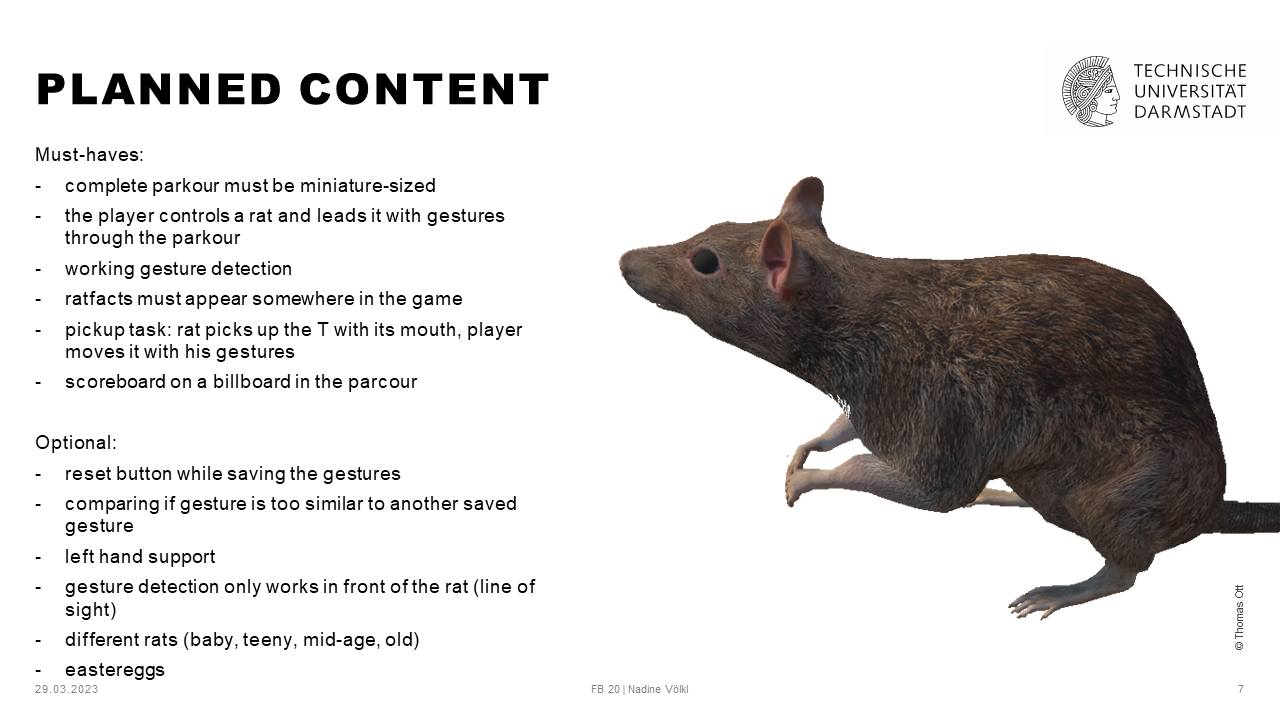 PLANNED CONTENT
TECHNISCHE
UNIVERSITÄT
DARMSTADT
Must-haves:
- complete parkour must be miniature-sized
- the player controls a rat and leads it with gestures
through the parkour
- working gesture detection
- ratfacts must appear somewhere in the game
- pickup task: rat picks up the T with its mouth, player
moves it with his gestures
- scoreboard on a billboard in the parcour
Optional:
- reset button while saving the gestures
- comparing if gesture is too similar to another saved
gesture
- left hand support
- gesture detection only works in front of the rat (line of
sight)
- different rats (baby, teeny, mid-age, old)
- eastereggs
© Thomas Ott
29.03.2023
FB 20 | Nadine Völkl
7